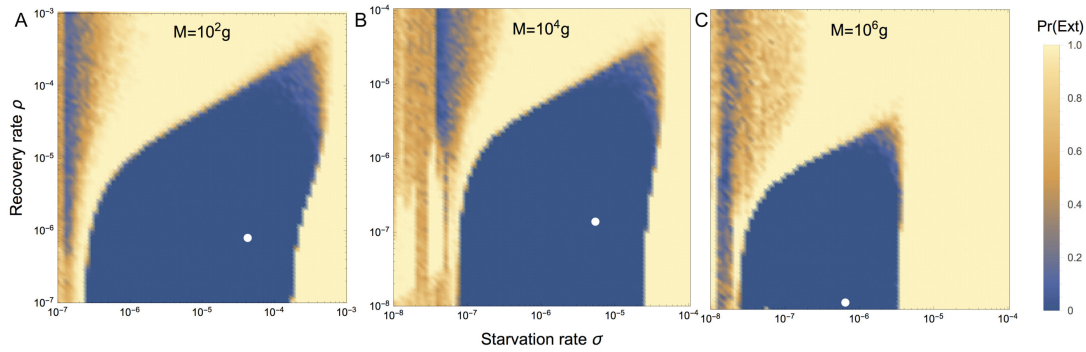 A
M=10²g
B
M=10⁴g
C
M=10⁶g
Pr(Ext)
Recovery rate ρ
10⁻³
10⁻⁴
10⁻⁵
10⁻⁶
10⁻⁷
10⁻⁷ 10⁻⁶ 10⁻⁵ 10⁻⁴ 10⁻³
10⁻⁴
10⁻⁵
10⁻⁶
10⁻⁷
10⁻⁸
10⁻⁸ 10⁻⁷ 10⁻⁶ 10⁻⁵ 10⁻⁴
10⁻⁸ 10⁻⁷ 10⁻⁶ 10⁻⁵ 10⁻⁴
1.0
0.8
0.6
0.4
0.2
0
Starvation rate σ